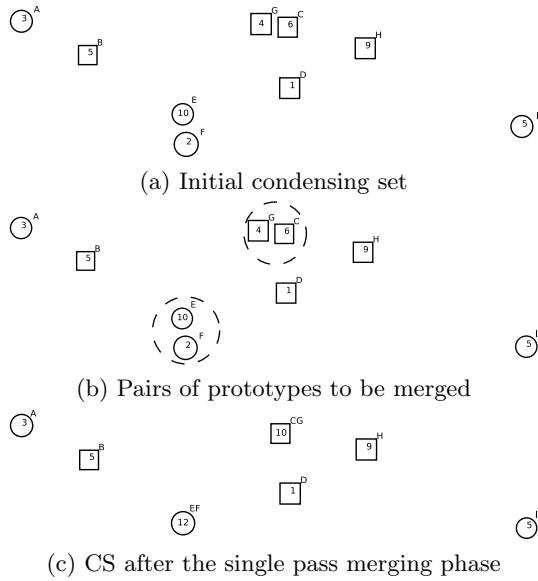 A
3
B
5
G
4
C
6
H
9
D
1
E
10
F
2
5
(a) Initial condensing set
A
3
B
5
G
4
C
6
H
9
D
1
E
10
F
2
5
(b) Pairs of prototypes to be merged
A
3
B
5
CG
10
H
9
D
1
EF
12
5
(c) CS after the single pass merging phase